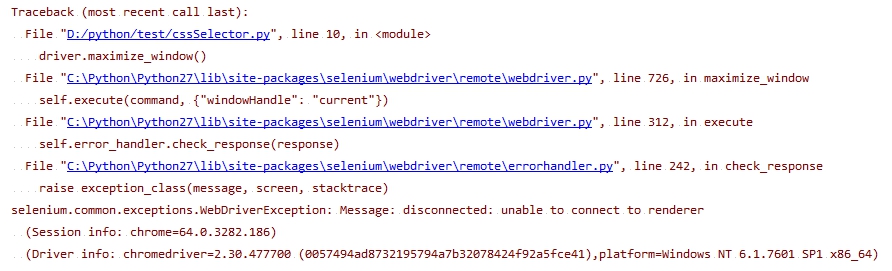 Traceback (most recent call last):
File "D:/python/test/cssSelector.py", line 10, in <module>
driver.maximize_window()
File "C:\Python\Python27\lib\site-packages\selenium\webdriver\remote\webdriver.py", line 726, in maximize_window
self.execute(command, {"windowHandle": "current"})
File "C:\Python\Python27\lib\site-packages\selenium\webdriver\remote\webdriver.py", line 312, in execute
self.error_handler.check_response(response)
File "C:\Python\Python27\lib\site-packages\selenium\webdriver\remote\errorhandler.py", line 242, in check_response
raise exception_class(message, screen, stacktrace)
selenium.common.exceptions.WebDriverException: Message: disconnected: unable to connect to renderer
(Session info: chrome=64.0.3282.186)
(Driver info: chromedriver=2.30.477700 (0057494ad8732195794a7b32078424f92a5fce41),platform=Windows NT 6.1.7601 SP1 x86_64)